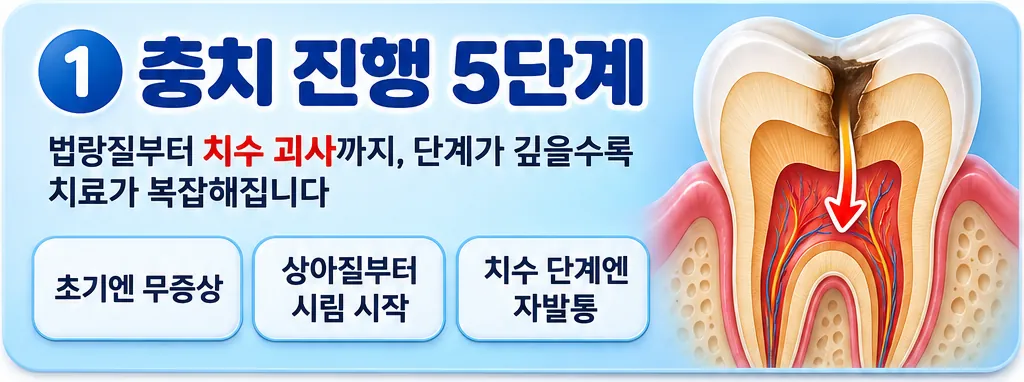 1 충치 진행 5단계
법랑질부터 치수 괴사까지, 단계가 깊을수록
치료가 복잡해집니다
초기엔 무증상
상아질부터
시림 시작
치수 단계엔
자발통